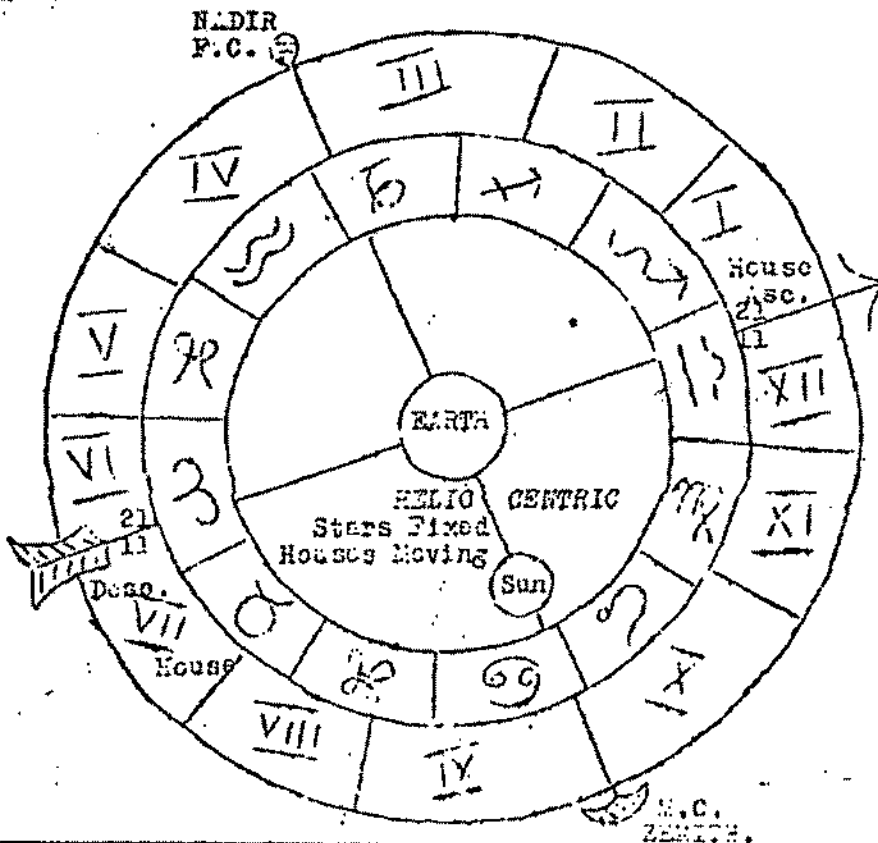 NADIR
F.C.
III
II
IV
I
♑
♐
♒
♏
House
Asc.
21
11
V
♓
♎
XII
EARTH
VI
♈
♍
XI
HELIO CENTRIC
Stars Fixed
Houses Moving
21
11
Sun
Desc.
VII
House
♉
♌
♊
♋
X
VIII
IX
M.C.
ZENITH.